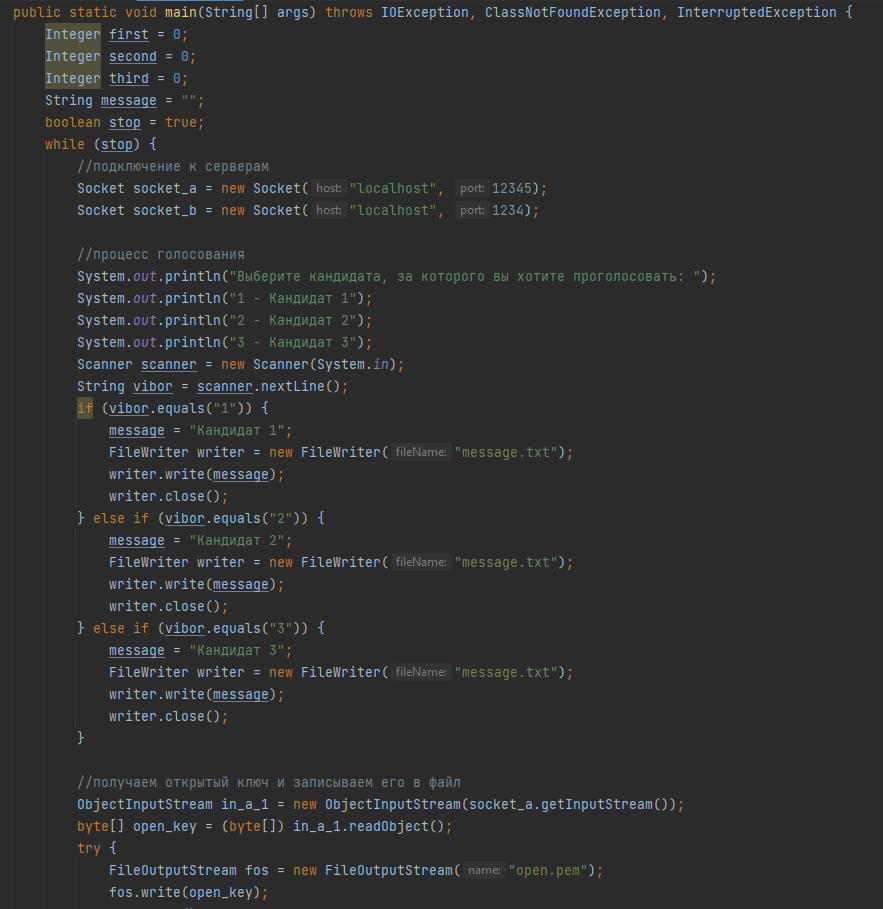 public static void main(String[] args) throws IOException, ClassNotFoundException, InterruptedException {
Integer first = 0;
Integer second = 0;
Integer third = 0;
String message = "";
boolean stop = true;
while (stop) {
//подключение к серверам
Socket socket_a = new Socket( host: "localhost", port: 12345);
Socket socket_b = new Socket( host: "localhost", port: 1234);
//процесс голосования
System.out.println("Выберите кандидата, за которого вы хотите проголосовать: ");
System.out.println("1 - Кандидат 1");
System.out.println("2 - Кандидат 2");
System.out.println("3 - Кандидат 3");
Scanner scanner = new Scanner(System.in);
String vibor = scanner.nextLine();
if (vibor.equals("1")) {
message = "Кандидат 1";
FileWriter writer = new FileWriter( fileName: "message.txt");
writer.write(message);
writer.close();
} else if (vibor.equals("2")) {
message = "Кандидат 2";
FileWriter writer = new FileWriter( fileName: "message.txt");
writer.write(message);
writer.close();
} else if (vibor.equals("3")) {
message = "Кандидат 3";
FileWriter writer = new FileWriter( fileName: "message.txt");
writer.write(message);
writer.close();
}
//получаем открытый ключ и записываем его в файл
ObjectInputStream in_a_1 = new ObjectInputStream(socket_a.getInputStream());
byte[] open_key = (byte[]) in_a_1.readObject();
try {
FileOutputStream fos = new FileOutputStream( name: "open.pem");
fos.write(open_key);